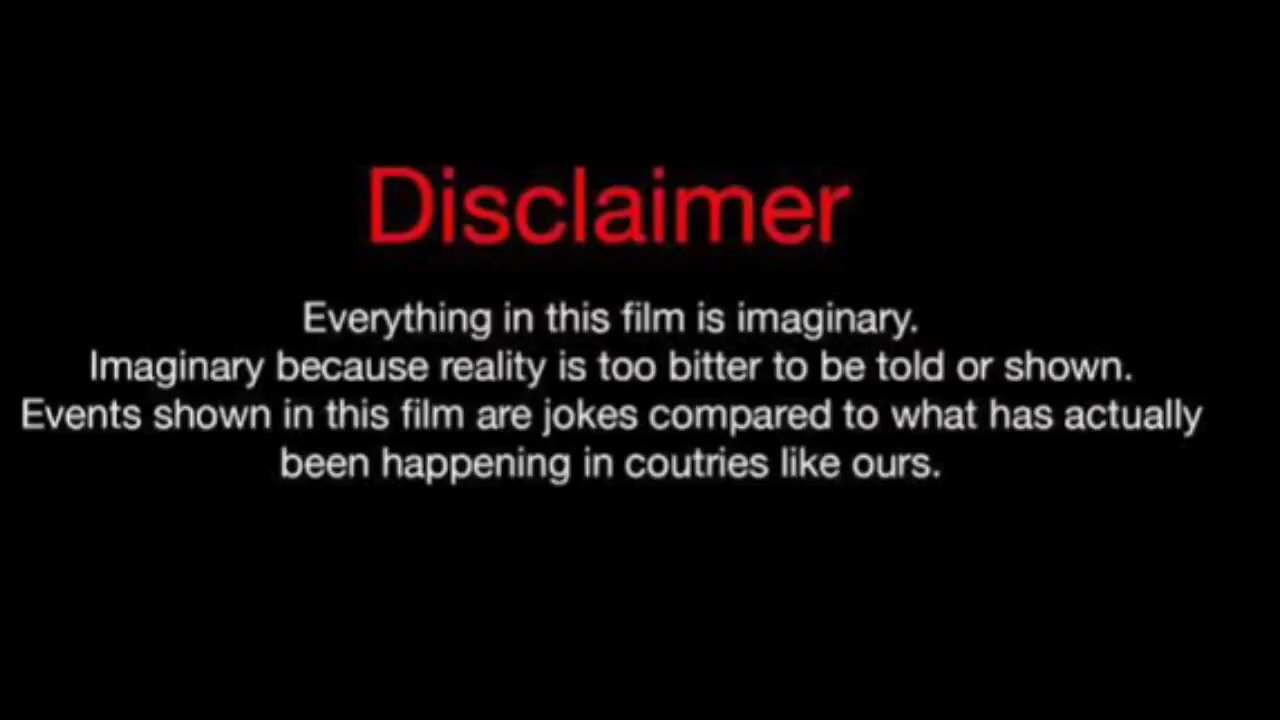 Disclaimer
Everything in this film is imaginary.
Imaginary because reality is too bitter to be told or shown.
Events shown in this film are jokes compared to what has actually
been happening in coutries like ours.